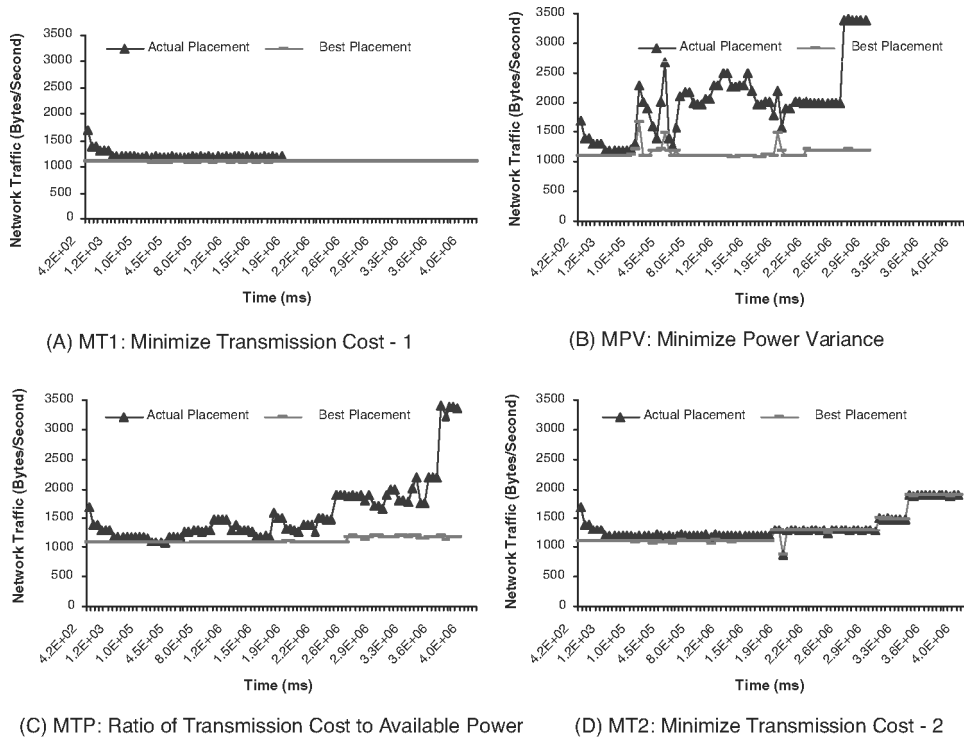 3500
3000
2500
2000
1500
1000
500
0
Network Traffic (Bytes/Second)
Actual Placement
Best Placement
4.2E+02
1.2E+03
1.0E+05
4.5E+05
8.0E+05
1.2E+06
1.5E+06
1.9E+06
2.2E+06
2.6E+06
2.9E+06
3.3E+06
3.6E+06
4.0E+06
Time (ms)
(A) MT1: Minimize Transmission Cost - 1
3500
3000
2500
2000
1500
1000
500
0
Network Traffic (Bytes/Second)
Actual Placement
Best Placement
4.2E+02
1.2E+03
1.0E+05
4.5E+05
8.0E+05
1.2E+06
1.5E+06
1.9E+06
2.2E+06
2.6E+06
2.9E+06
3.3E+06
3.6E+06
4.0E+06
Time (ms)
(B) MPV: Minimize Power Variance
3500
3000
2500
2000
1500
1000
500
0
Network Traffic (Bytes/Second)
Actual Placement
Best Placement
4.2E+02
1.2E+03
1.0E+05
4.5E+05
8.0E+05
1.2E+06
1.5E+06
1.9E+06
2.2E+06
2.6E+06
2.9E+06
3.3E+06
3.6E+06
4.0E+06
Time (ms)
(C) MTP: Ratio of Transmission Cost to Available Power
3500
3000
2500
2000
1500
1000
500
0
Network Traffic (Bytes/Second)
Actual Placement
Best Placement
4.2E+02
1.2E+03
1.0E+05
4.5E+05
8.0E+05
1.2E+06
1.5E+06
1.9E+06
2.2E+06
2.6E+06
2.9E+06
3.3E+06
3.6E+06
4.0E+06
Time (ms)
(D) MT2: Minimize Transmission Cost - 2